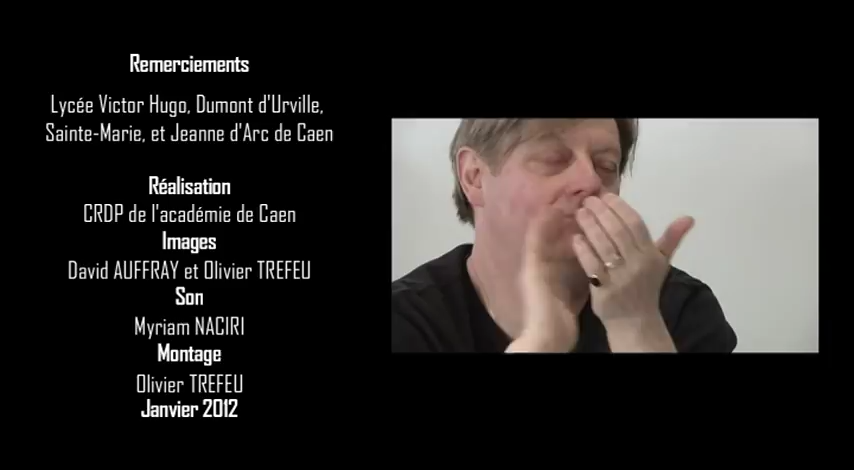 Remerciements
Lycée Victor Hugo, Dumont d'Urville,
Sainte-Marie, et Jeanne d'Arc de Caen
Réalisation
CRDP de l'académie de Caen
Images
David AUFFRAY et Olivier TREFEU
Son
Myriam NACIRI
Montage
Olivier TREFEU
Janvier 2012